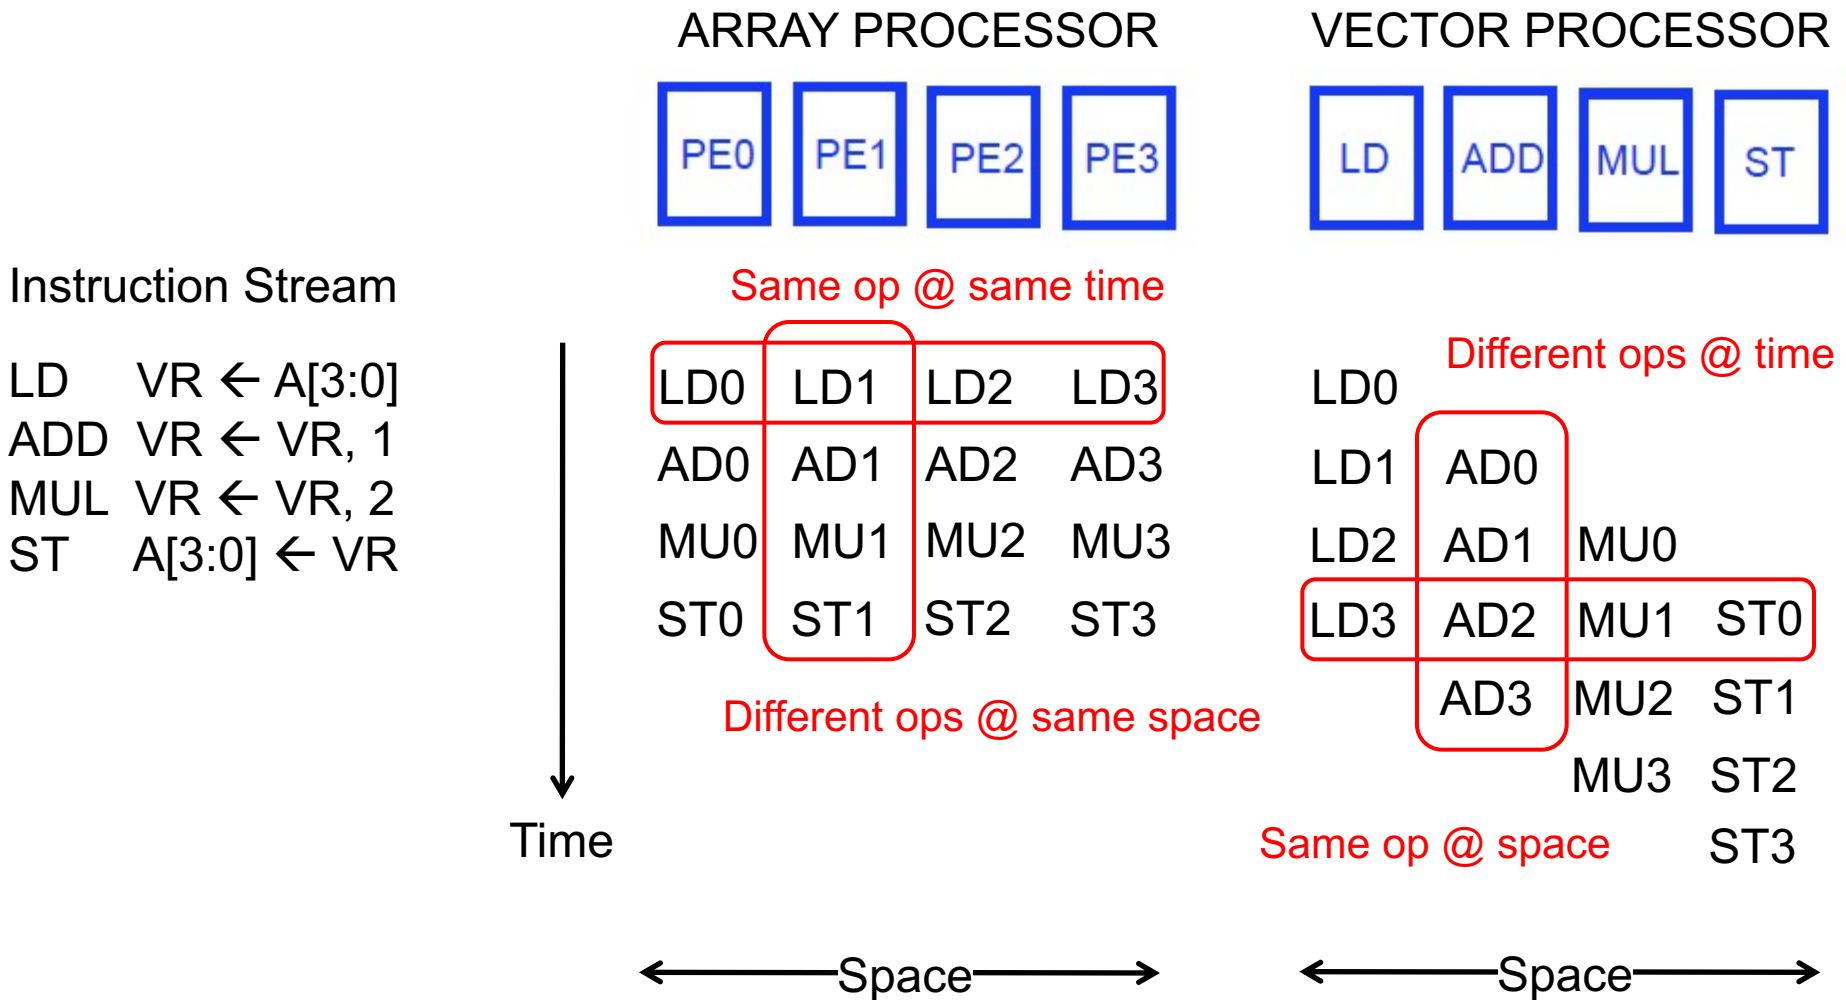 ARRAY PROCESSOR VECTOR PROCESSOR
PE0 PE1 PE2 PE3 LD ADD MUL ST
Instruction Stream
LD VR ← A[3:0]
ADD VR ← VR, 1
MUL VR ← VR, 2
ST A[3:0] ← VR
Time
Same op @ same time
LD0 LD1 LD2 LD3
AD0 AD1 AD2 AD3
MU0 MU1 MU2 MU3
ST0 ST1 ST2 ST3
Different ops @ same space
Space
Different ops @ time
LD0
LD1 AD0
LD2 AD1 MU0
LD3 AD2 MU1 ST0
AD3 MU2 ST1
MU3 ST2
Same op @ space ST3
Space